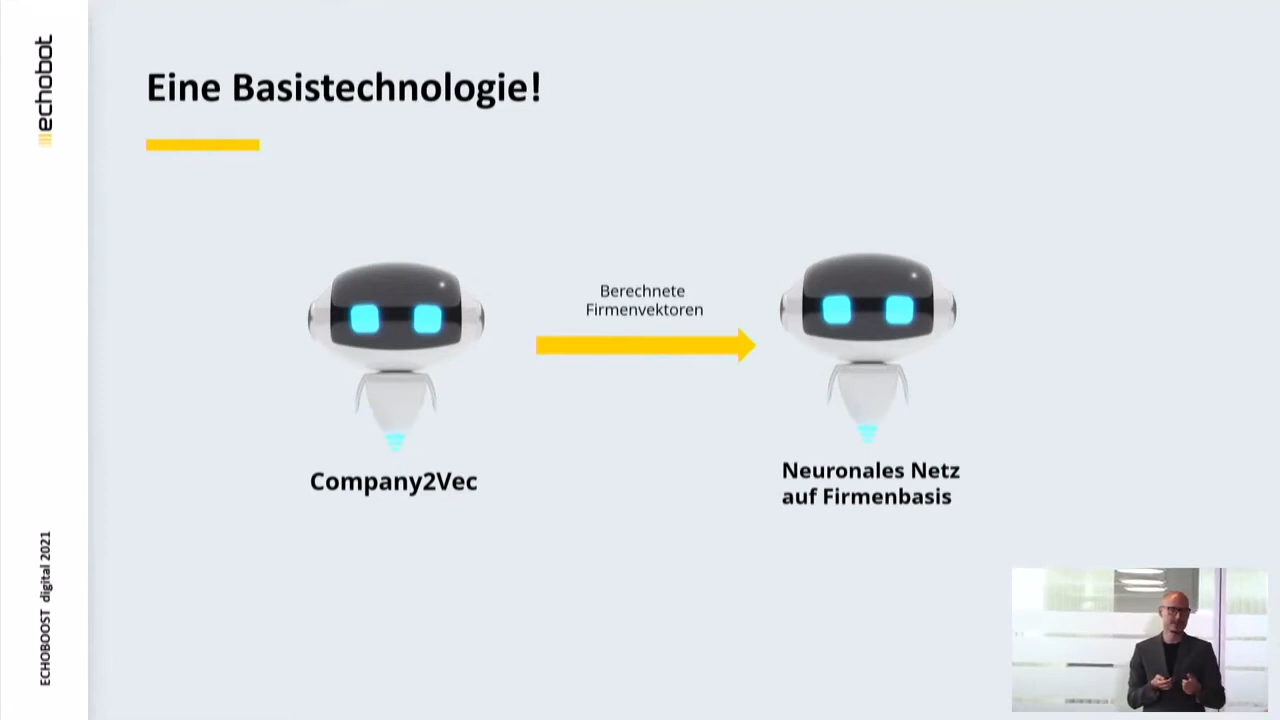 echobot
ECHOBOOST digital 2021
Eine Basistechnologie!
Berechnete
Firmenvektoren
Company2Vec
Neuronales Netz
auf Firmenbasis